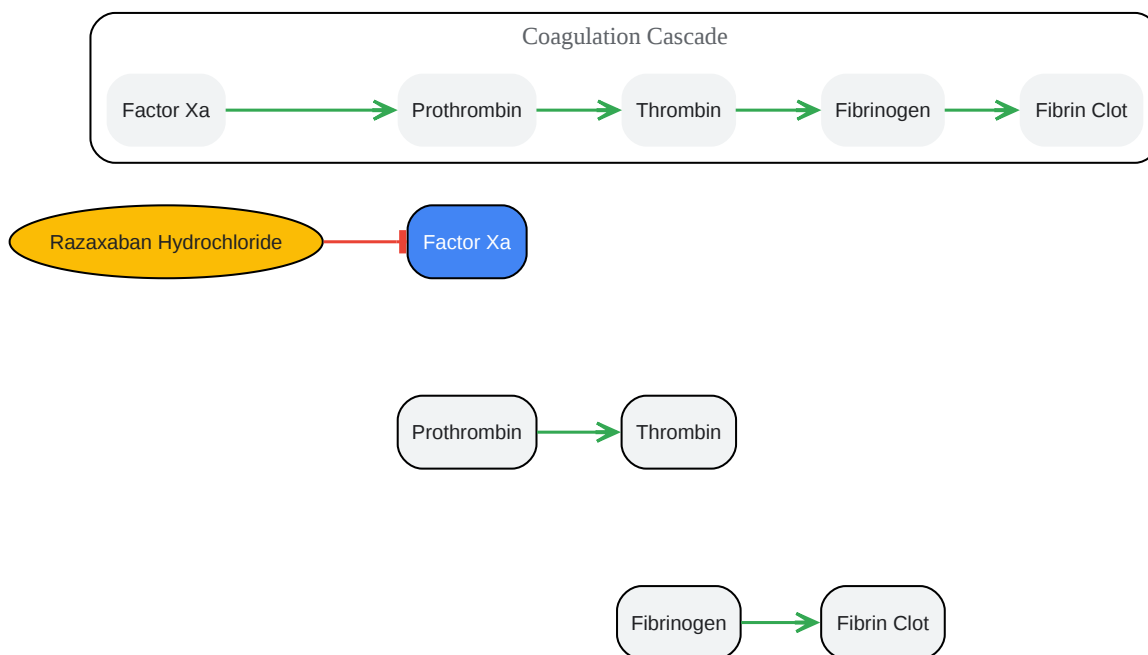 Coagulation Cascade
Factor Xa
Prothrombin
Thrombin
Fibrinogen
Fibrin Clot
Razaxaban Hydrochloride
Factor Xa
Prothrombin
Thrombin
Fibrinogen
Fibrin Clot